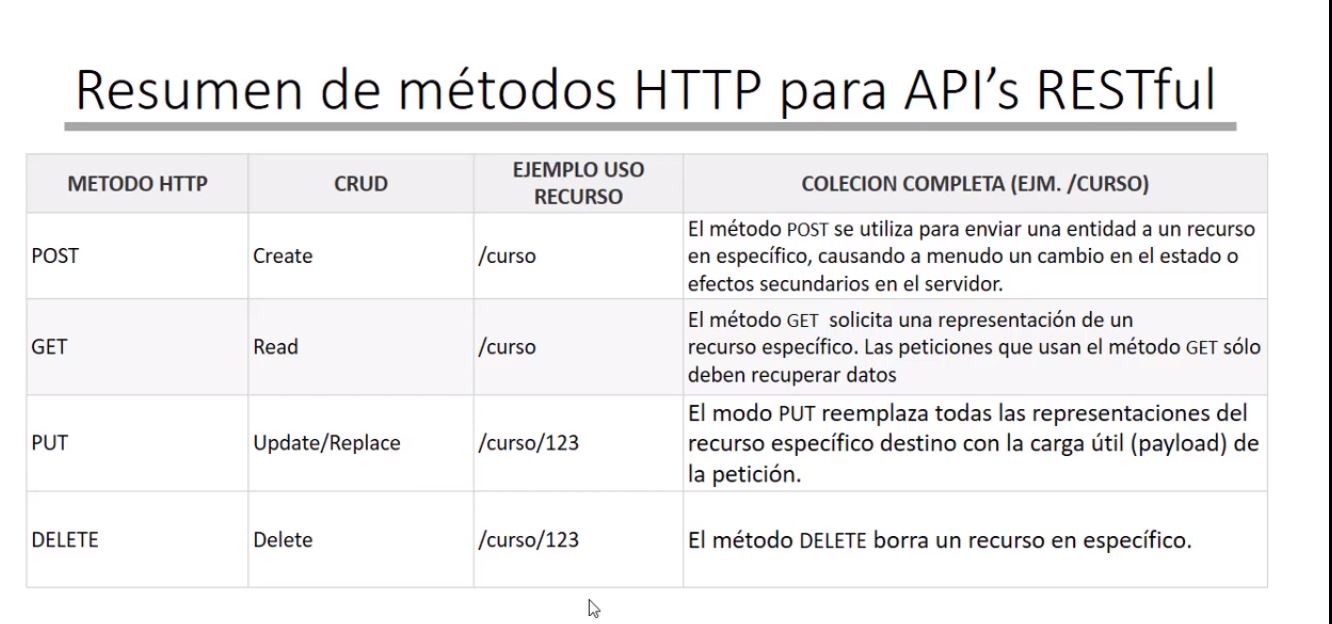 Resumen de métodos HTTP para API's RESTful
METODO HTTP
CRUD
EJEMPLO USO
RECURSO
COLECION COMPLETA (EJM. /CURSO)
POST
Create
/curso
El método POST se utiliza para enviar una entidad a un recurso
en específico, causando a menudo un cambio en el estado o
efectos secundarios en el servidor.
GET
Read
/curso
El método GET  solicita una representación de un
recurso específico. Las peticiones que usan el método GET sólo
deben recuperar datos
PUT
Update/Replace
/curso/123
El modo PUT reemplaza todas las representaciones del
recurso específico destino con la carga útil (payload) de
la petición.
DELETE
Delete
/curso/123
El método DELETE borra un recurso en específico.